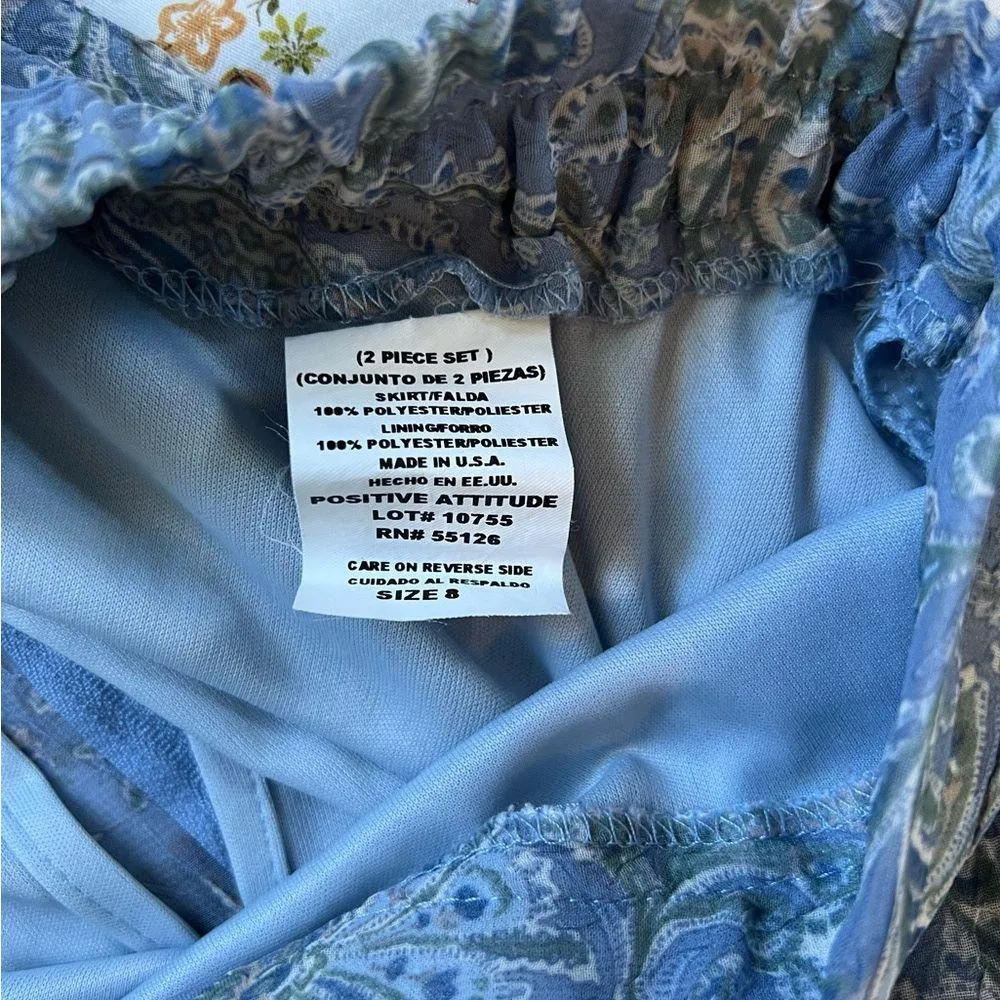 (2 PIECE SET )
(CONJUNTO DE 2 PIEZAS)
SKIRT/FALDA
100% POLYESTER/POLIESTER
LINING/FORRO
100% POLYESTER/POLIESTER
MADE IN U.S.A.
HECHO EN EE.UU.
POSITIVE ATTITUDE
LOT# 10755
RN# 55126
CARE ON REVERSE SIDE
CUIDADO AL RESPALDO
SIZE 8